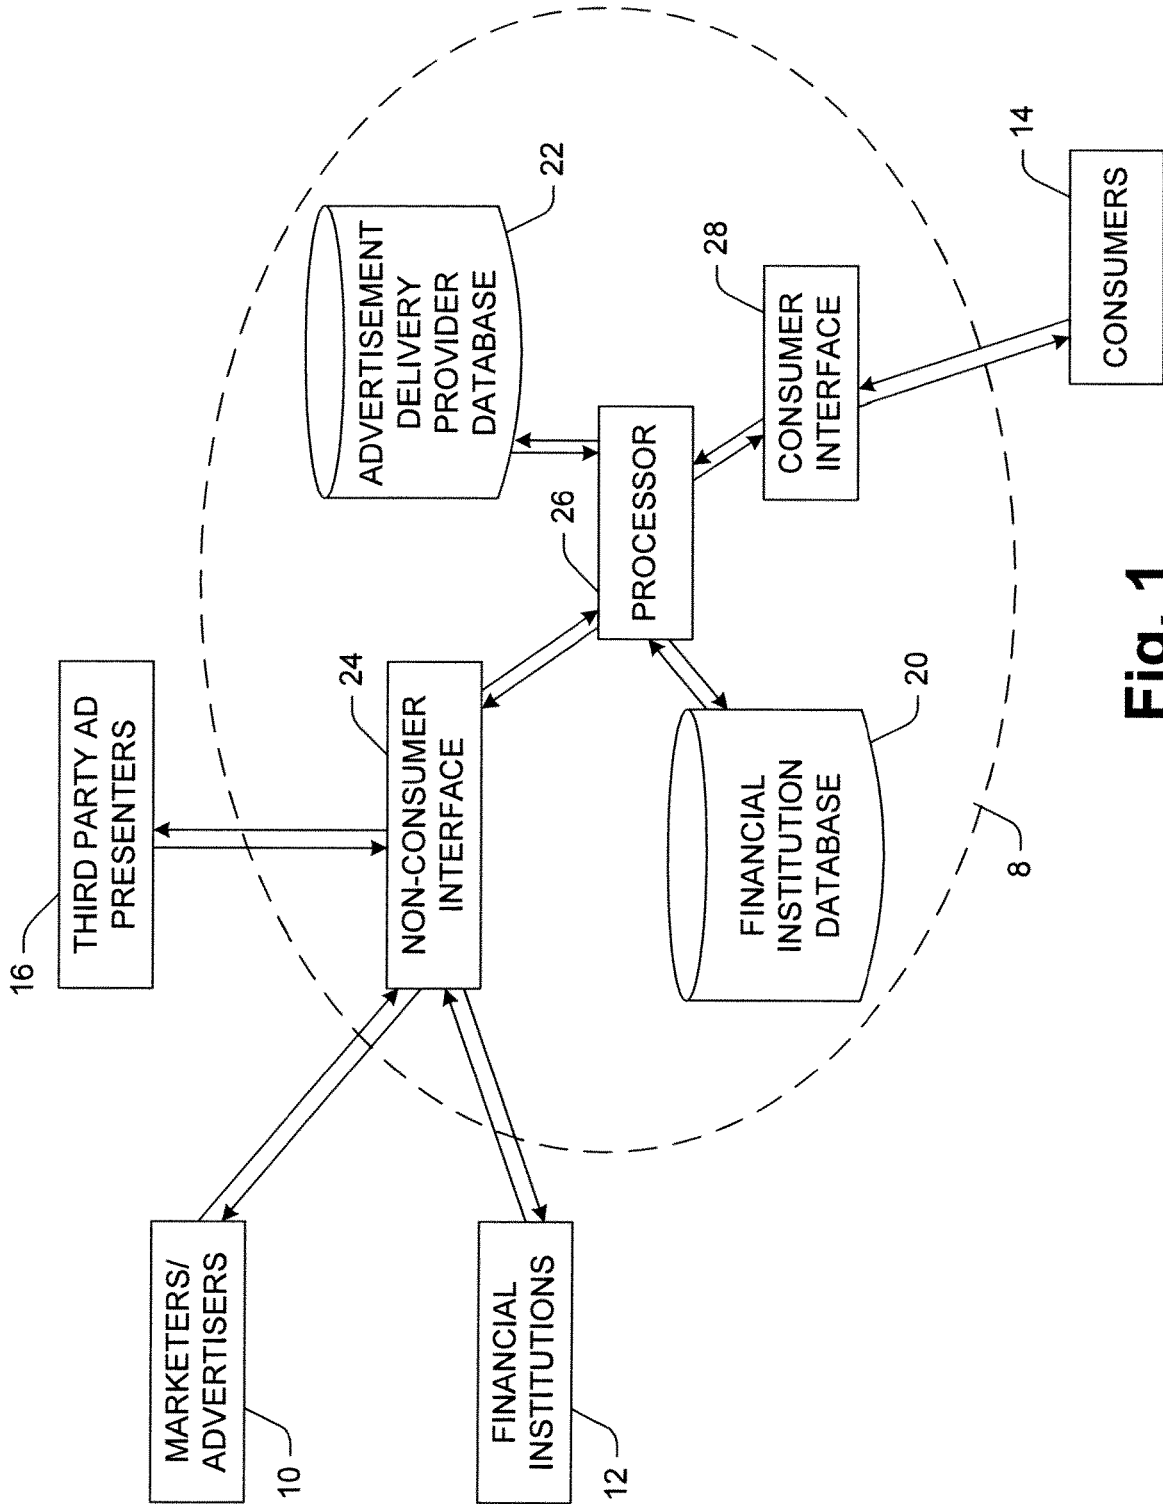 16
THIRD PARTY AD
PRESENTERS
10
MARKETERS/
ADVERTISERS
12
FINANCIAL
INSTITUTIONS
24
NON-CONSUMER
INTERFACE
22
ADVERTISEMENT
DELIVERY
PROVIDER
DATABASE
26
PROCESSOR
20
FINANCIAL
INSTITUTION
DATABASE
28
CONSUMER
INTERFACE
8
14
CONSUMERS
Fig. 1